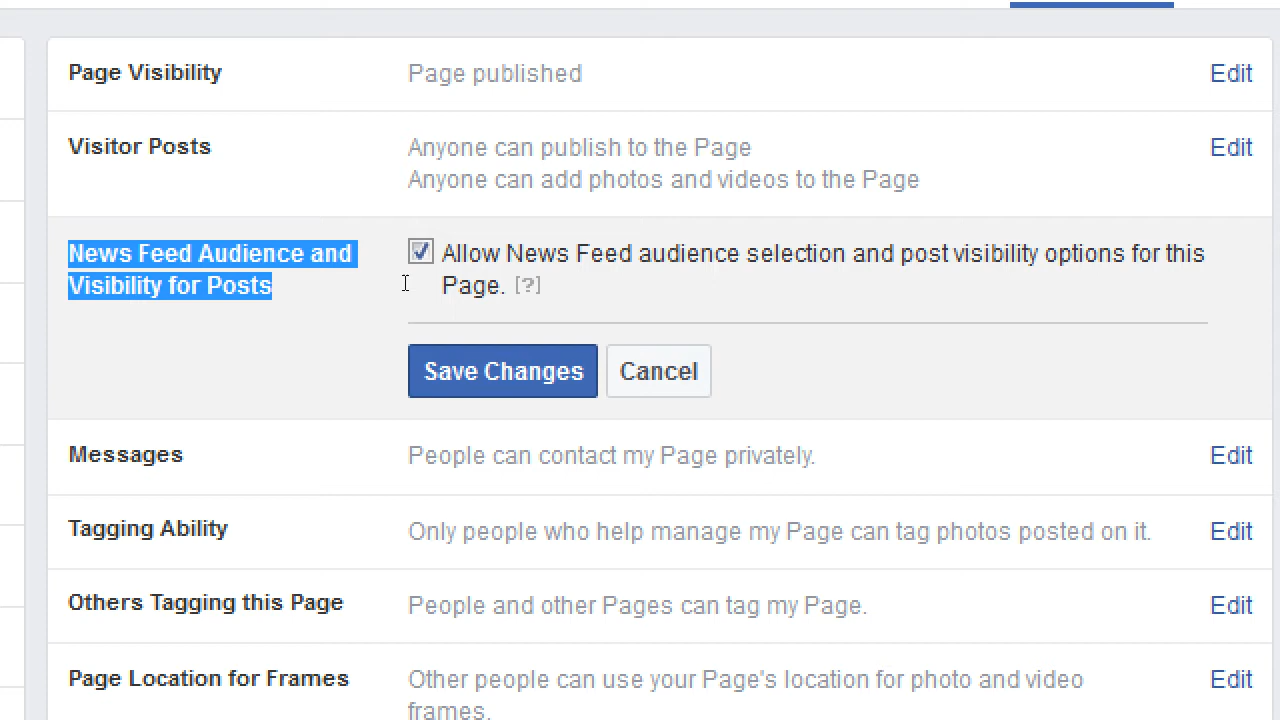 Page Visibility
Page published
Edit
Visitor Posts
Anyone can publish to the Page
Edit
Anyone can add photos and videos to the Page
News Feed Audience and
Visibility for Posts
Allow News Feed audience selection and post visibility options for this
Page. [?]
Save Changes
Cancel
Messages
People can contact my Page privately.
Edit
Tagging Ability
Only people who help manage my Page can tag photos posted on it.
Edit
Others Tagging this Page
People and other Pages can tag my Page.
Edit
Page Location for Frames
Other people can use your Page's location for photo and video
frames.
Edit